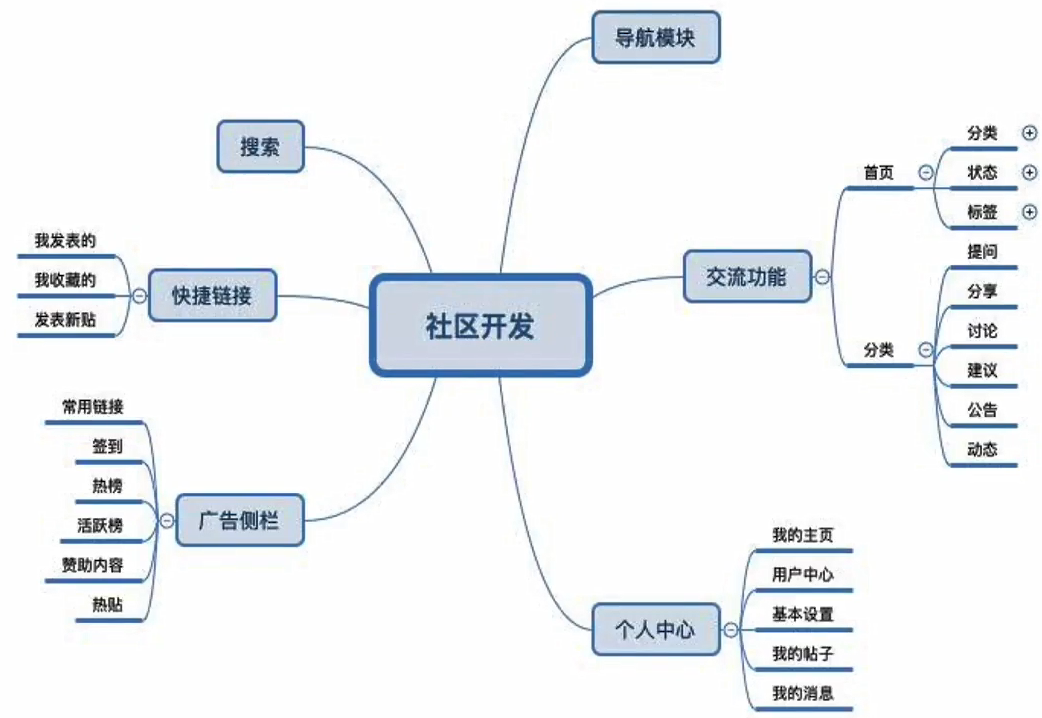 导航模块
搜索
分类
首页
状态
标签
我发表的
我收藏的
发表新贴
快捷链接
社区开发
交流功能
提问
分享
讨论
分类
建议
公告
动态
常用链接
签到
热榜
活跃榜
赞助内容
热贴
广告侧栏
我的主页
用户中心
个人中心
基本设置
我的帖子
我的消息